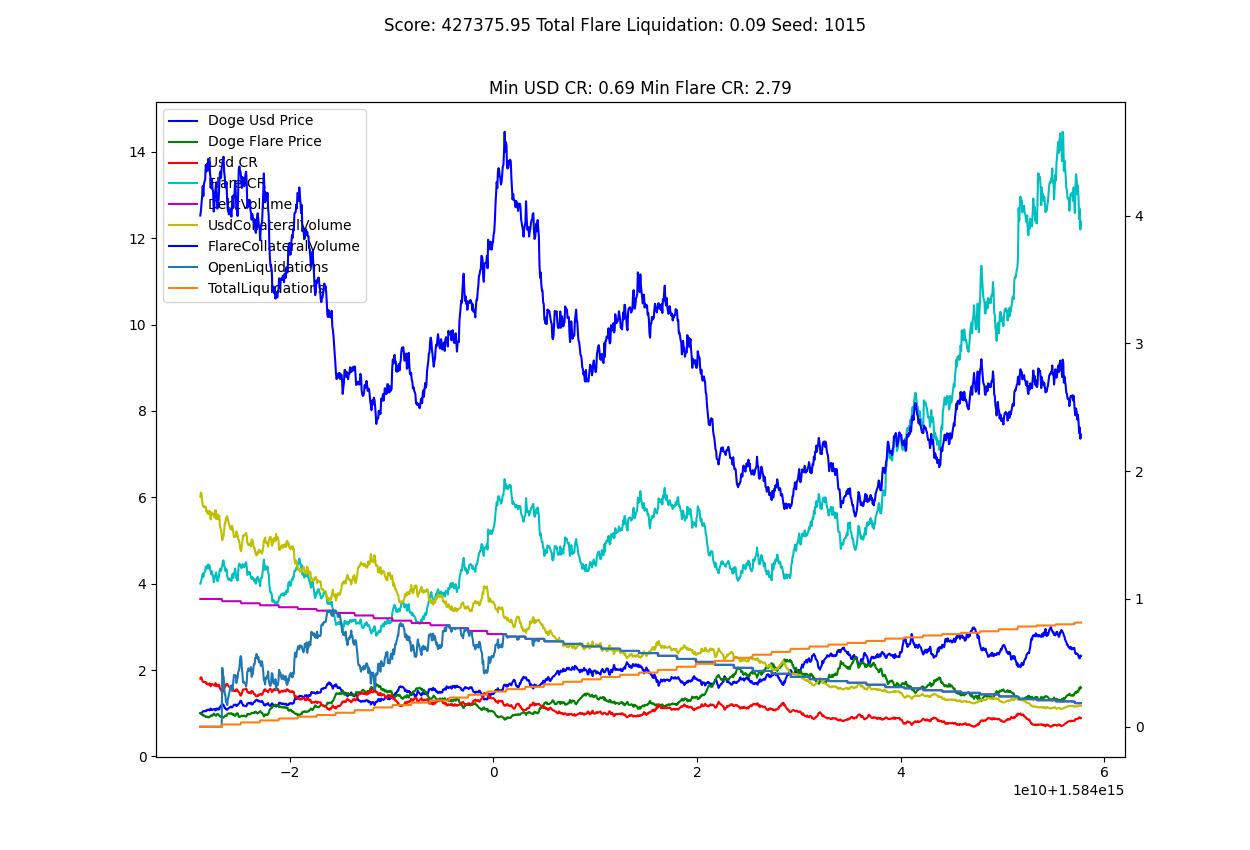 Score: 427375.95 Total Flare Liquidation: 0.09 Seed: 1015
Min USD CR: 0.69 Min Flare CR: 2.79
Doge Usd Price
Doge Flare Price
Usd CR
Flare CR
DebtVolume
UsdCollateralVolume
FlareCollateralVolume
OpenLiquidations
TotalLiquidations
14
12
10
8
6
4
2
0
4
3
2
1
0
−2
0
2
4
6
1e10+1.584e15